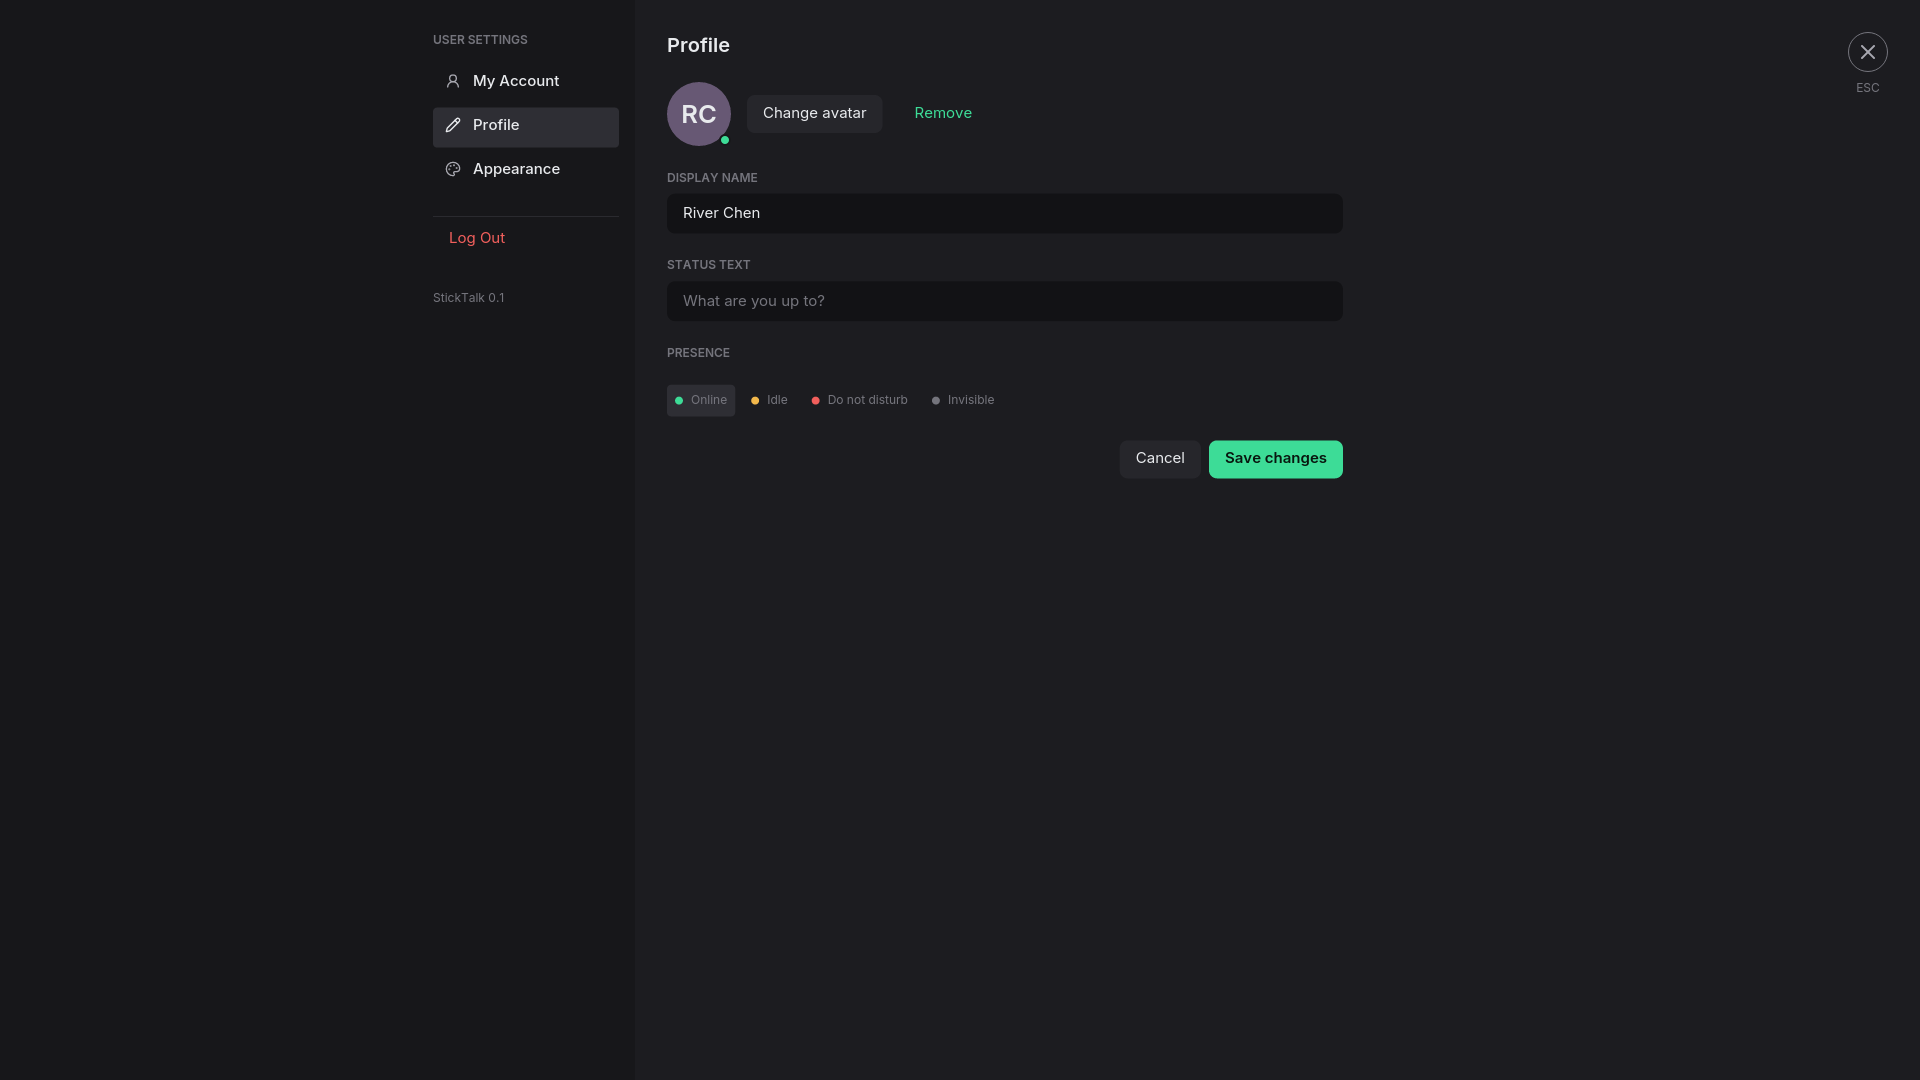 USER SETTINGS
My Account
Profile
Appearance
Log Out
StickTalk 0.1
Profile
RC
Change avatar
Remove
DISPLAY NAME
River Chen
STATUS TEXT
What are you up to?
PRESENCE
Online
Idle
Do not disturb
Invisible
Cancel
Save changes
ESC